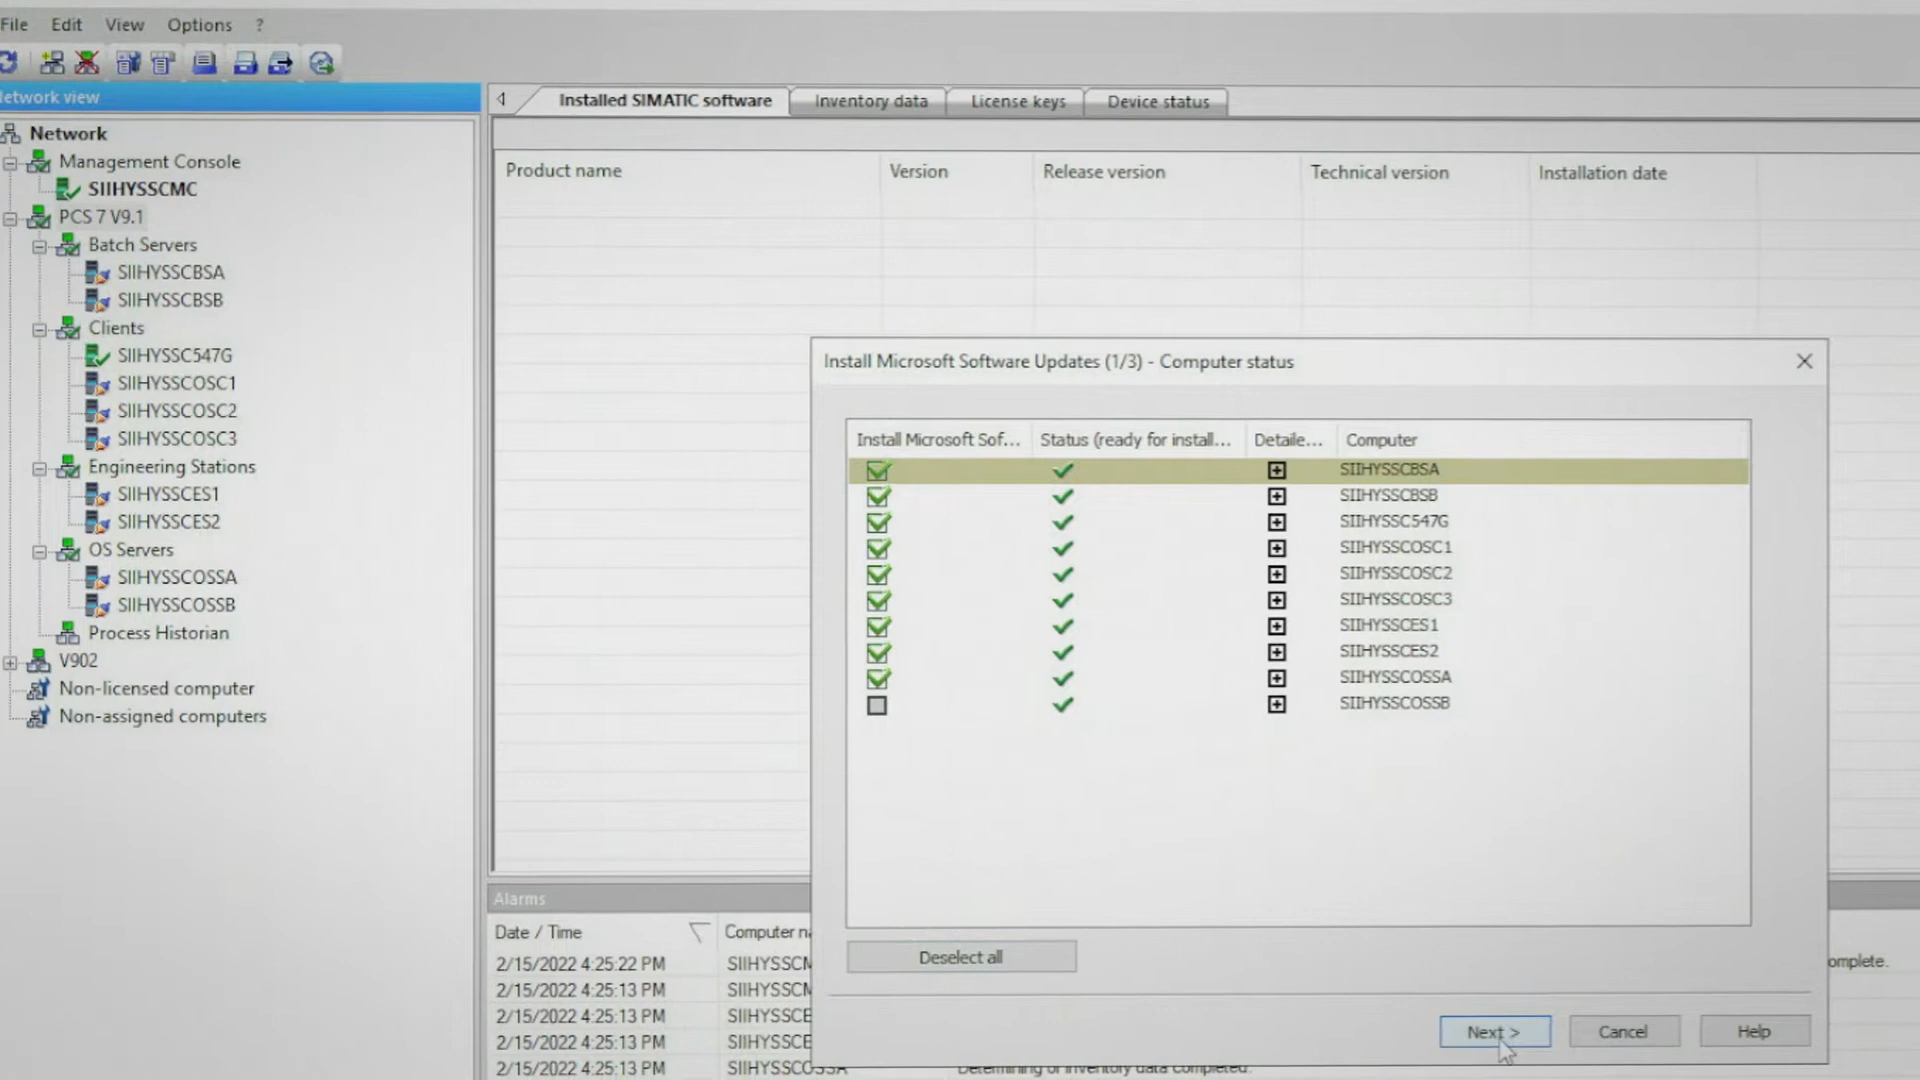 File Edit View Options ?
etwork view
Network
Management Console
SIIHYSSCMC
PCS 7 V9.1
Batch Servers
SIIHYSSCBSA
SIIHYSSCBSB
Clients
SIIHYSSC547G
SIIHYSSCOSC1
SIIHYSSCOSC2
SIIHYSSCOSC3
Engineering Stations
SIIHYSSCES1
SIIHYSSCES2
OS Servers
SIIHYSSCOSSA
SIIHYSSCOSSB
Process Historian
V902
Non-licensed computer
Non-assigned computers
Installed SIMATIC software Inventory data License keys Device status
Product name Version Release version Technical version Installation date
Install Microsoft Software Updates (1/3) - Computer status
Install Microsoft Sof... Status (ready for install... Detaile... Computer
SIIHYSSCBSA
SIIHYSSCBSB
SIIHYSSC547G
SIIHYSSCOSC1
SIIHYSSCOSC2
SIIHYSSCOSC3
SIIHYSSCES1
SIIHYSSCES2
SIIHYSSCOSSA
SIIHYSSCOSSB
Deselect all
Next > Cancel Help
Alarms
Date / Time Computer n
2/15/2022 4:25:22 PM SIIHYSSCM omplete.
2/15/2022 4:25:13 PM SIIHYSSCM
2/15/2022 4:25:13 PM SIIHYSSCE
2/15/2022 4:25:13 PM SIIHYSSCE
2/15/2022 4:25:13 PM SIIHYSSCOSSA Determining of inventory data completed.